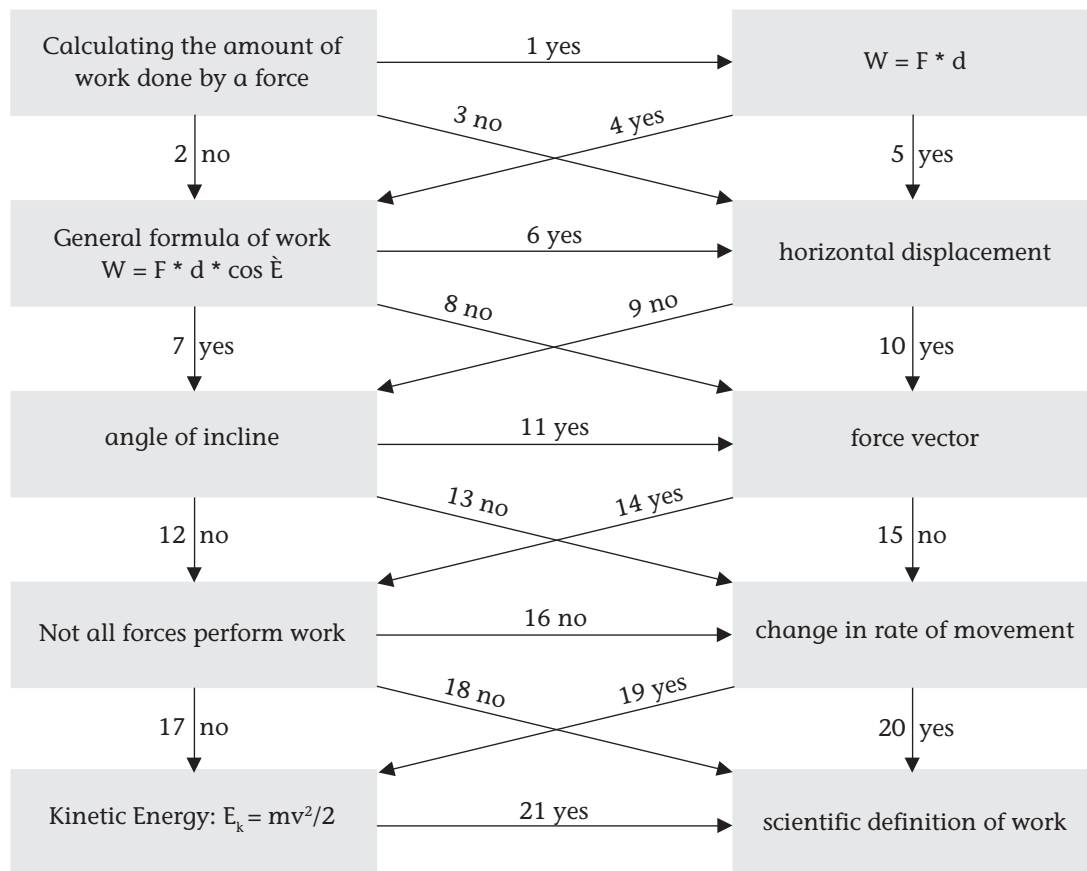 Calculating the amount of
work done by a force
1 yes
W = F * d
3 no
4 yes
2 no
5 yes
General formula of work
W = F * d * cos È
6 yes
horizontal displacement
8 no
9 no
7 yes
10 yes
angle of incline
11 yes
force vector
13 no
14 yes
12 no
15 no
Not all forces perform work
16 no
change in rate of movement
18 no
19 yes
17 no
20 yes
Kinetic Energy: Eₖ = mv²/2
21 yes
scientific definition of work